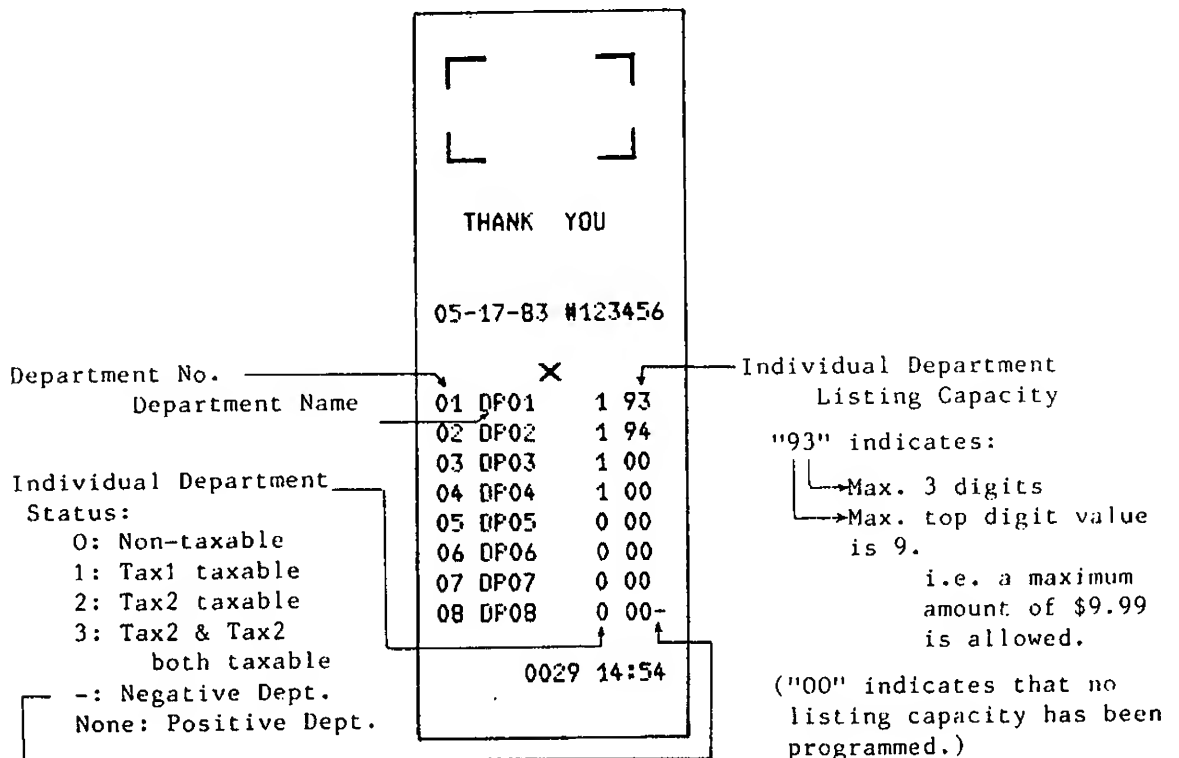 THANK YOU
05-17-83 #123456
X
01 DP01 1 93
02 DP02 1 94
03 DP03 1 00
04 DP04 1 00
05 DP05 0 00
06 DP06 0 00
07 DP07 0 00
08 DP08 0 00-
0029 14:54
Department No.
Department Name
Individual Department
Status:
0: Non-taxable
1: Tax1 taxable
2: Tax2 taxable
3: Tax2 & Tax2
both taxable
-: Negative Dept.
None: Positive Dept.
Individual Department
Listing Capacity
"93" indicates:
Max. 3 digits
Max. top digit value
is 9.
i.e. a maximum
amount of $9.99
is allowed.
("00" indicates that no
listing capacity has been
programmed.)